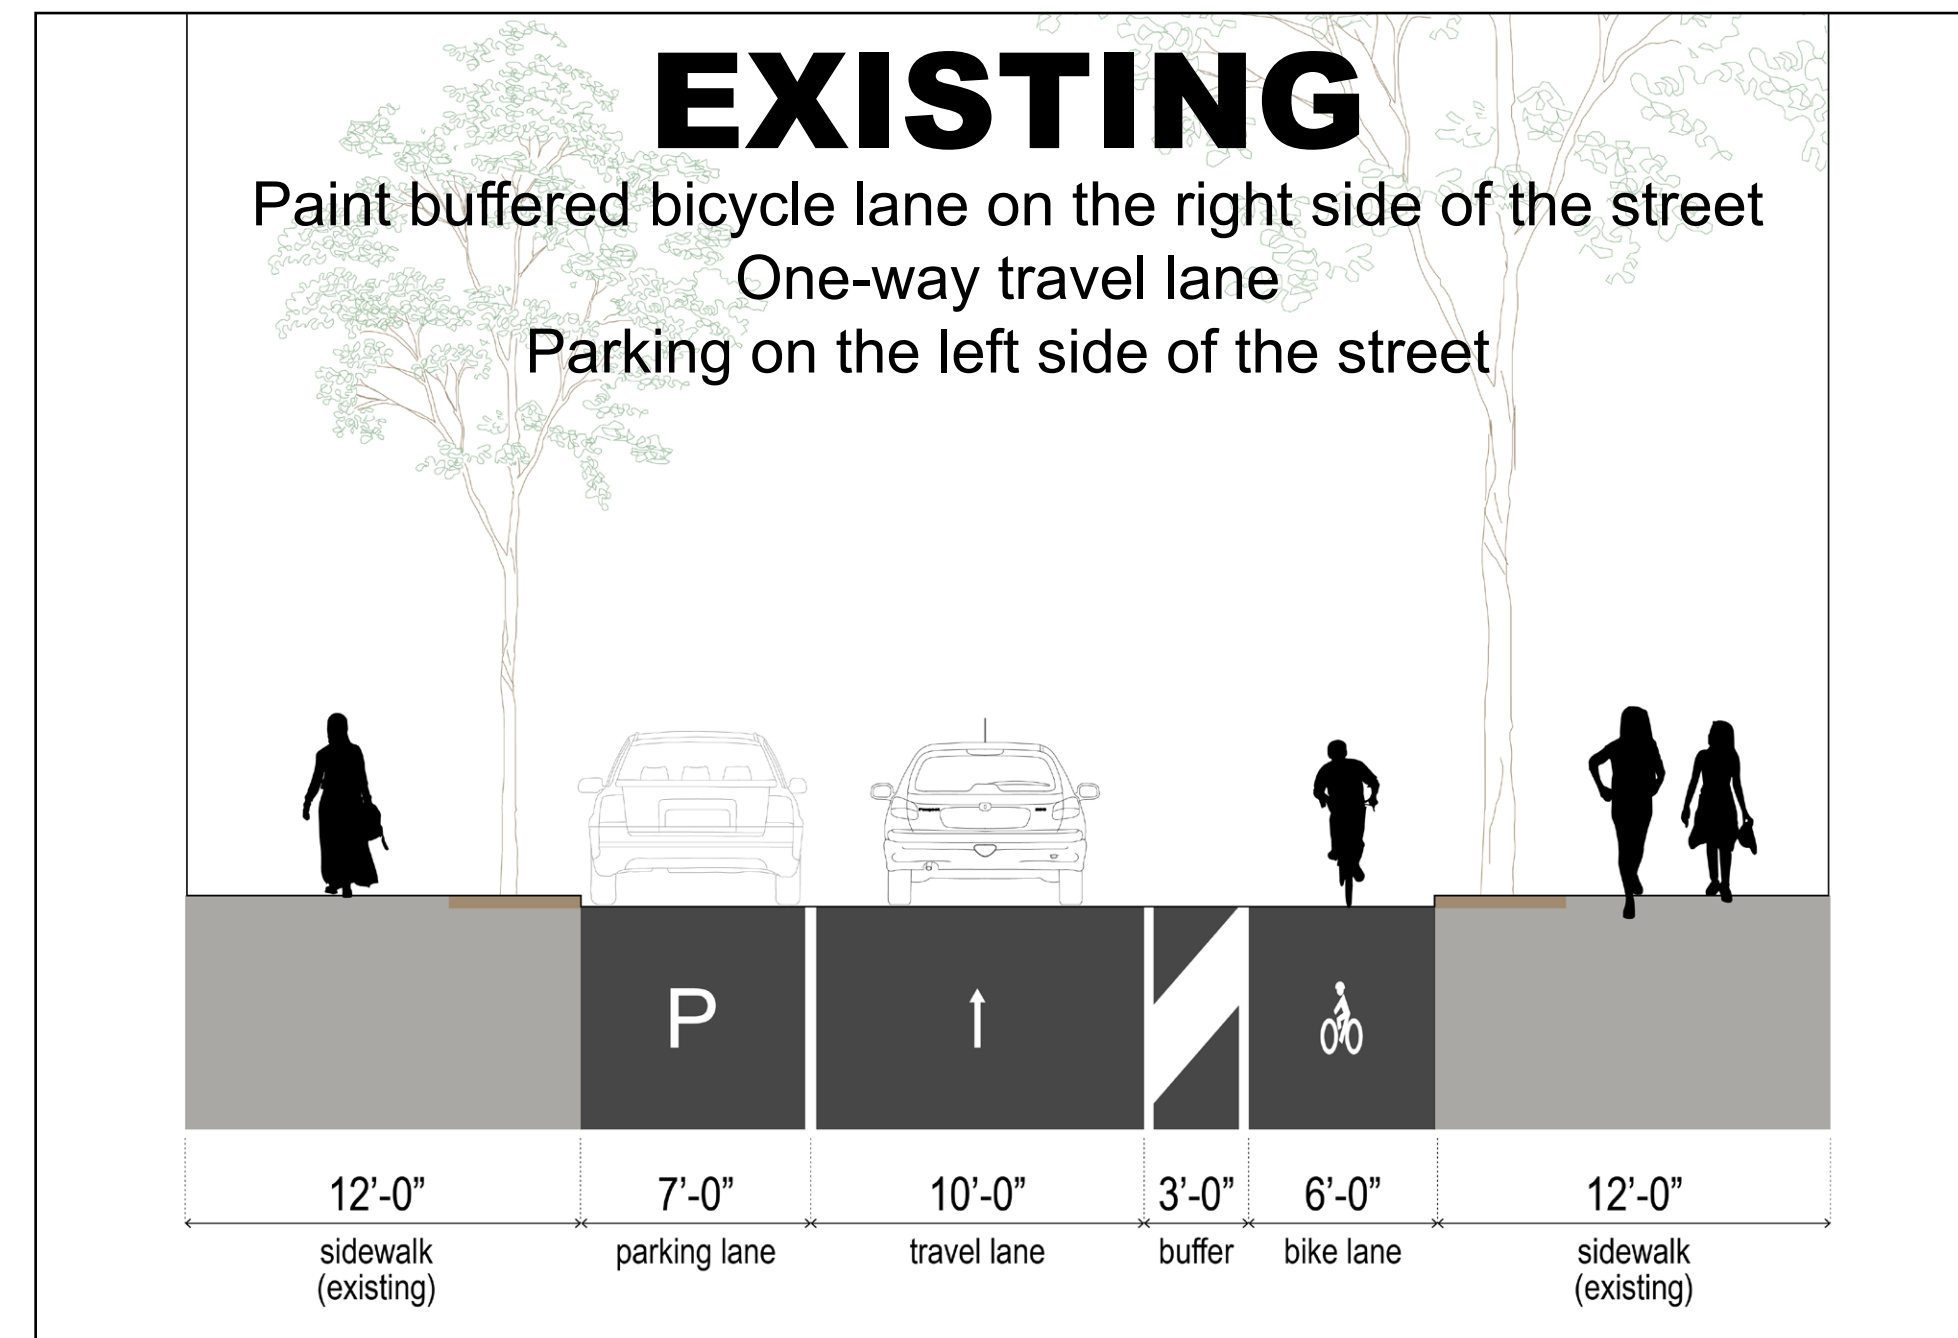 EXISTING
Paint buffered bicycle lane on the right side of the street
One-way travel lane
Parking on the left side of the street
P
12’-0” 7’-0” 10’-0” 3’-0” 6’-0” 12’-0”
sidewalk (existing) parking lane travel lane buffer bike lane sidewalk (existing)